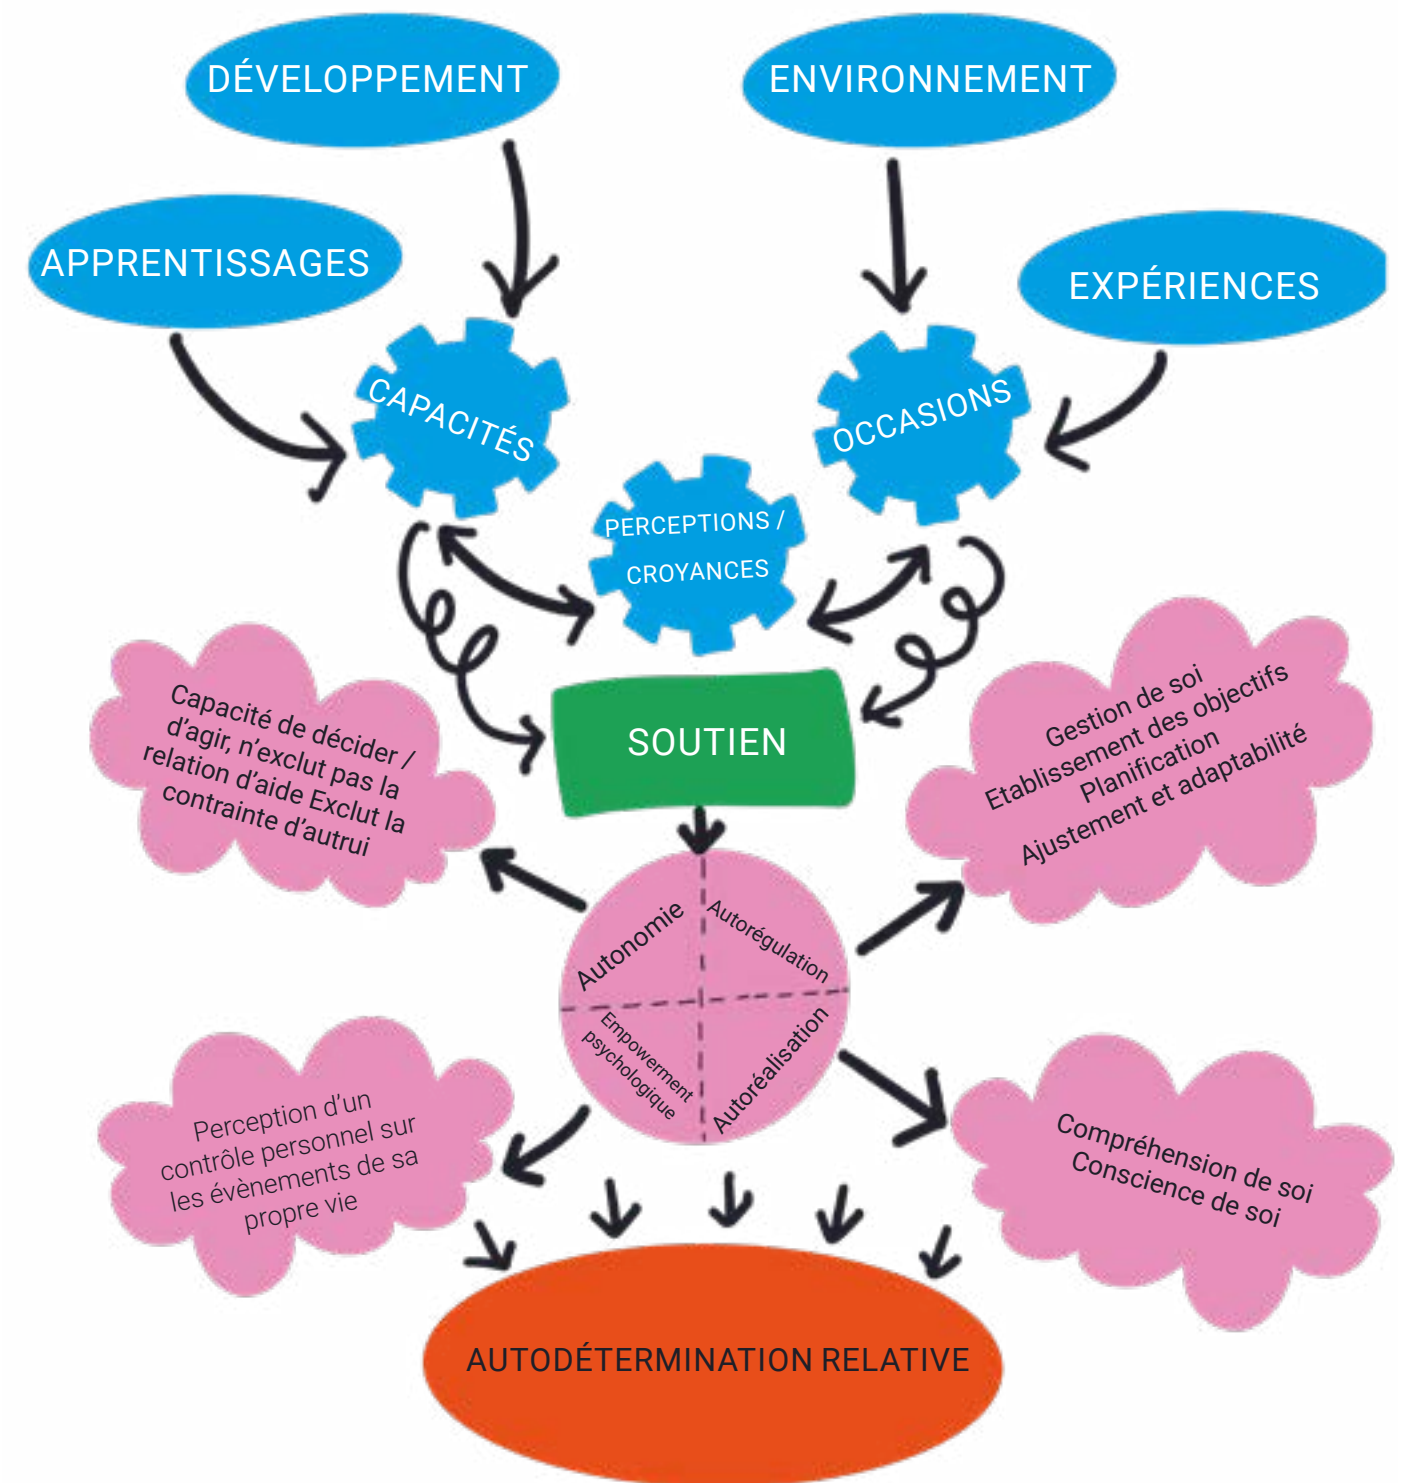 DÉVELOPPEMENT
ENVIRONNEMENT
APPRENTISSAGES
EXPÉRIENCES
CAPACITÉS
OCCASIONS
PERCEPTIONS /
CROYANCES
SOUTIEN
Capacité de décider /
d'agir, n'exclut pas la
relation d'aide Exclut la
contrainte d'autrui
Gestion de soi
Etablissement des objectifs
Planification
Ajustement et adaptabilité
Autonomie
Autorégulation
Empowerment
psychologique
Autoréalisation
Perception d'un
contrôle personnel sur
les évènements de sa
propre vie
Compréhension de soi
Conscience de soi
AUTODÉTERMINATION RELATIVE